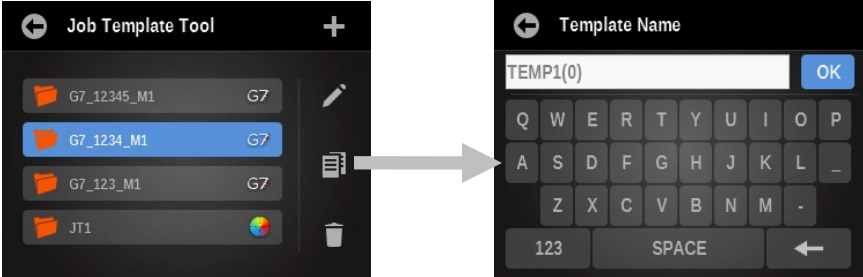 Job Template Tool
G7_12345_M1 G7
G7_1234_M1 G7
G7_123_M1 G7
JT1
Template Name
TEMP1(0) OK
Q W E R T Y U I O P
A S D F G H J K L _
Z X C V B N M -
123 SPACE